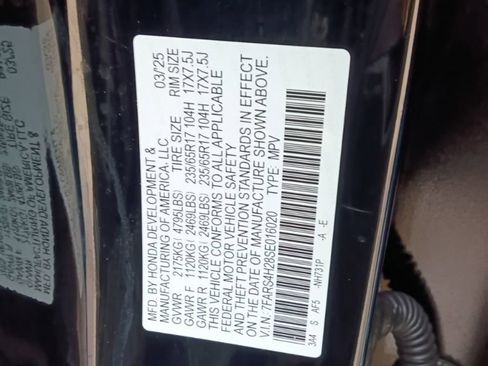 MFD BY HONDA DEVELOPMENT &
MANUFACTURING OF AMERICA, LLC 03/25
GVWR 2175KG( 4795LBS) TIRE SIZE RIM SIZE
GAWR F 1120KG( 2469LBS) 235/65R17 104H 17X7.5J
GAWR R 1120KG( 2469LBS) 235/65R17 104H 17X7.5J
THIS VEHICLE CONFORMS TO ALL APPLICABLE
FEDERAL MOTOR VEHICLE SAFETY
AND THEFT PREVENTION STANDARDS IN EFFECT
ON THE DATE OF MANUFACTURE SHOWN ABOVE.
V.I.N.:7FARS4H28SE016020 TYPE: MPV
3A4 S AF5 -NH731P -A -E